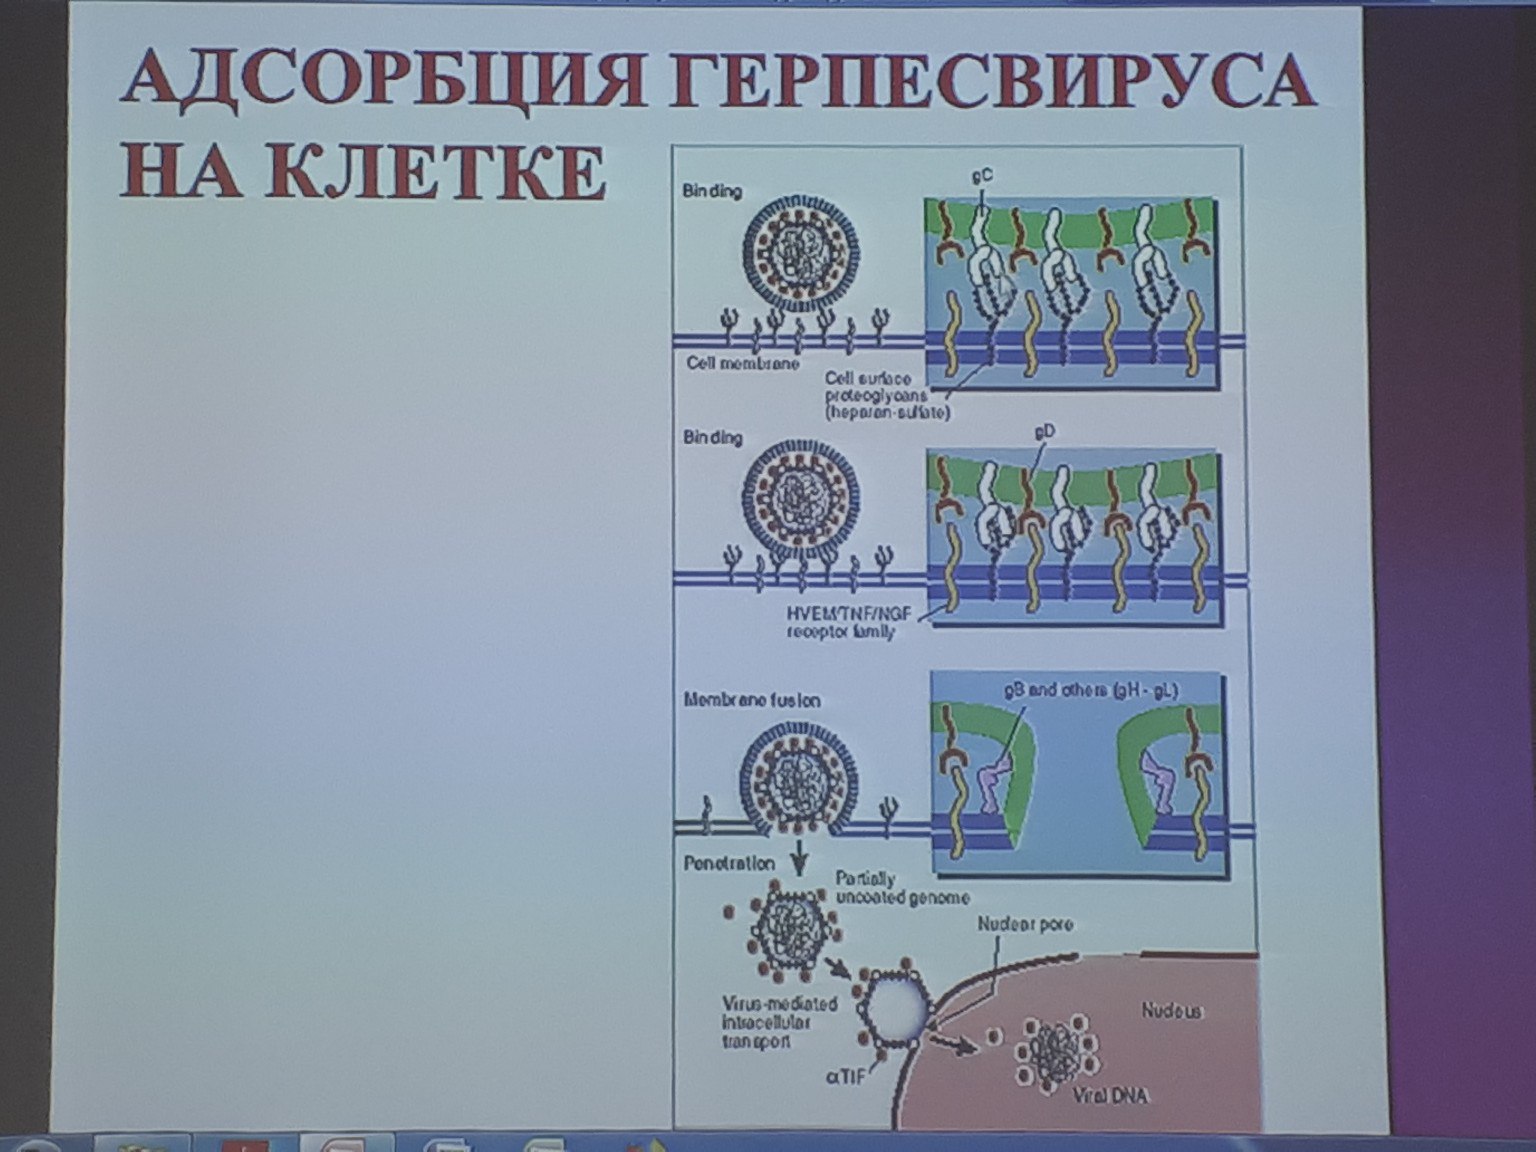 АДСОРБЦИЯ ГЕРПЕСВИРУСА
НА КЛЕТКЕ
Binding
gC
Cell membrane
Cell surface
proteoglycans
(heparan-sulfate)
Binding
gD
HVEM/TNF/NGF
receptor family
Membrane fusion
gB and others (gH - gL)
Penetration
Partially
uncoated genome
Nuclear pore
Virus-mediated
intracellular
transport
Nucleus
αTIF
Viral DNA